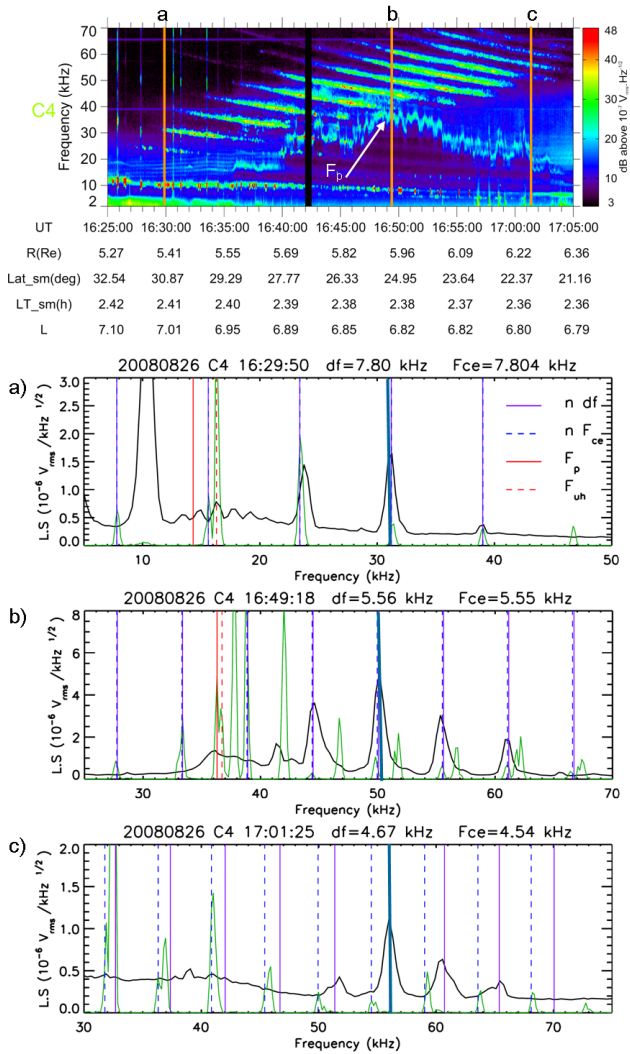 a b c
70
60
50
40
30
20
10
2
Frequency (kHz)
C4
Fp
48
40
30
20
10
3
dB above 10^-7 Vrms.Hz^-1/2
UT 16:25:00 16:30:00 16:35:00 16:40:00 16:45:00 16:50:00 16:55:00 17:00:00 17:05:00
R(Re) 5.27 5.41 5.55 5.69 5.82 5.96 6.09 6.22 6.36
Lat_sm(deg) 32.54 30.87 29.29 27.77 26.33 24.95 23.64 22.37 21.16
LT_sm(h) 2.42 2.41 2.40 2.39 2.38 2.38 2.37 2.36 2.36
L 7.10 7.01 6.95 6.89 6.85 6.82 6.82 6.80 6.79
a)
20080826 C4 16:29:50 df=7.80 kHz Fce=7.804 kHz
3.0
2.5
2.0
1.5
1.0
0.5
0.0
L.S (10^-6 Vrms/kHz^1/2)
n df
n Fce
Fp
Fuh
10 20 30 40 50
Frequency (kHz)
b)
20080826 C4 16:49:18 df=5.56 kHz Fce=5.55 kHz
8
6
4
2
0
L.S (10^-6 Vrms/kHz^1/2)
30 40 50 60 70
Frequency (kHz)
c)
20080826 C4 17:01:25 df=4.67 kHz Fce=4.54 kHz
2.0
1.5
1.0
0.5
0.0
L.S (10^-6 Vrms/kHz^1/2)
30 40 50 60 70
Frequency (kHz)